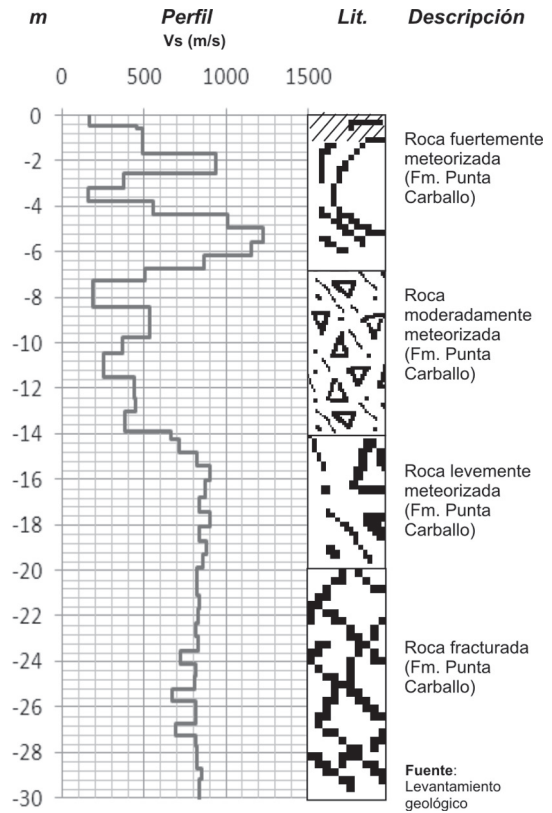 m Perfil Lit. Descripción
Vs (m/s)
0 500 1000 1500
0
-2
-4
-6
-8
-10
-12
-14
-16
-18
-20
-22
-24
-26
-28
-30
Roca fuertemente
meteorizada
(Fm. Punta
Carballo)
Roca
moderadamente
meteorizada
(Fm. Punta
Carballo)
Roca levemente
meteorizada
(Fm. Punta
Carballo)
Roca fracturada
(Fm. Punta
Carballo)
Fuente:
Levantamiento
geológico